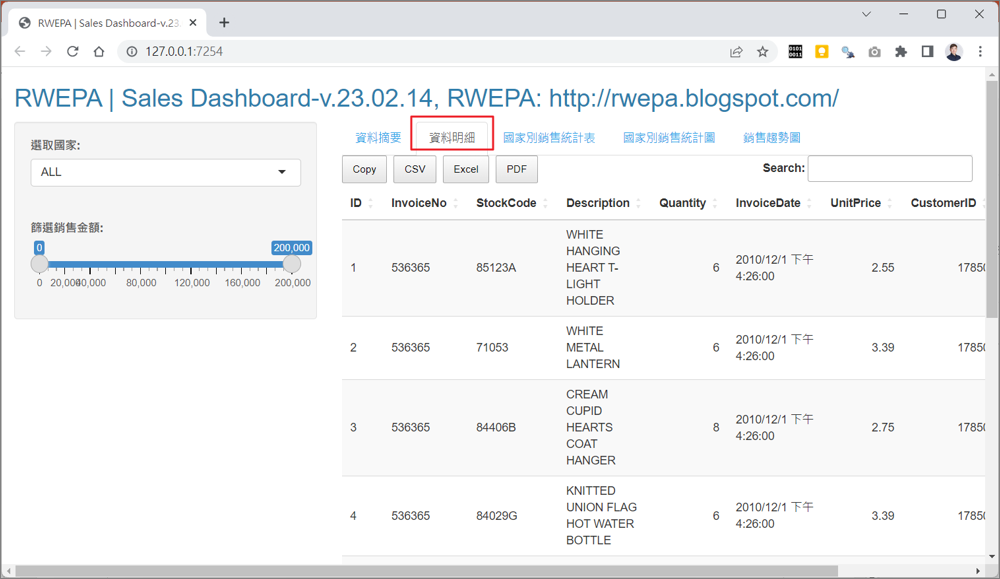 RWEPA | Sales Dashboard-v.23
127.0.0.1:7254
RWEPA | Sales Dashboard-v.23.02.14, RWEPA: http://rwepa.blogspot.com/
選取國家:
ALL
篩選銷售金額:
0 200,000
0 20,000 40,000 80,000 120,000 160,000 200,000
資料摘要 資料明細 國家別銷售統計表 國家別銷售統計圖 銷售趨勢圖
Copy CSV Excel PDF Search:
ID InvoiceNo StockCode Description Quantity InvoiceDate UnitPrice CustomerID
1 536365 85123A WHITE HANGING HEART T-LIGHT HOLDER 6 2010/12/1 下午 4:26:00 2.55 17850
2 536365 71053 WHITE METAL LANTERN 6 2010/12/1 下午 4:26:00 3.39 17850
3 536365 84406B CREAM CUPID HEARTS COAT HANGER 8 2010/12/1 下午 4:26:00 2.75 17850
4 536365 84029G KNITTED UNION FLAG HOT WATER BOTTLE 6 2010/12/1 下午 4:26:00 3.39 17850